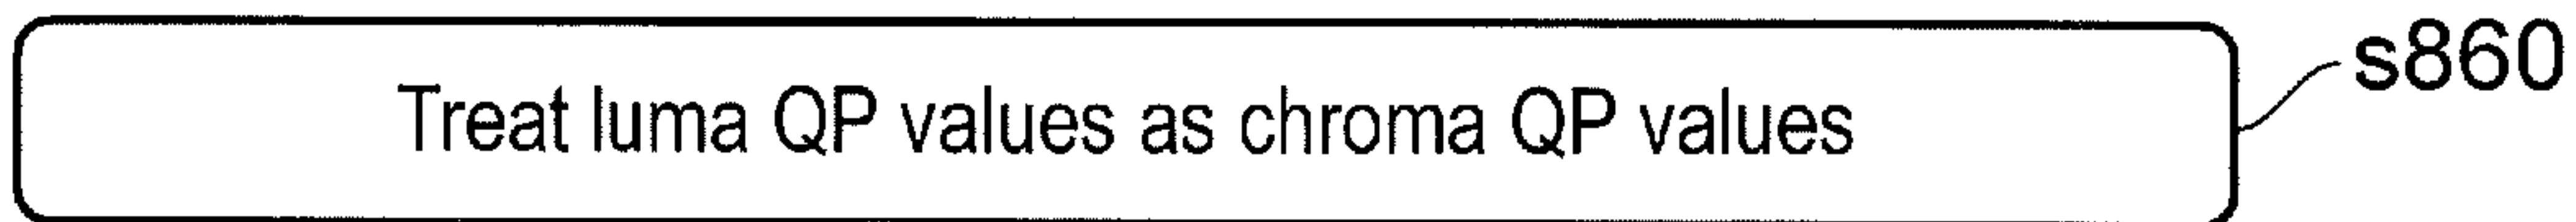 Treat luma QP values as chroma QP values
s860